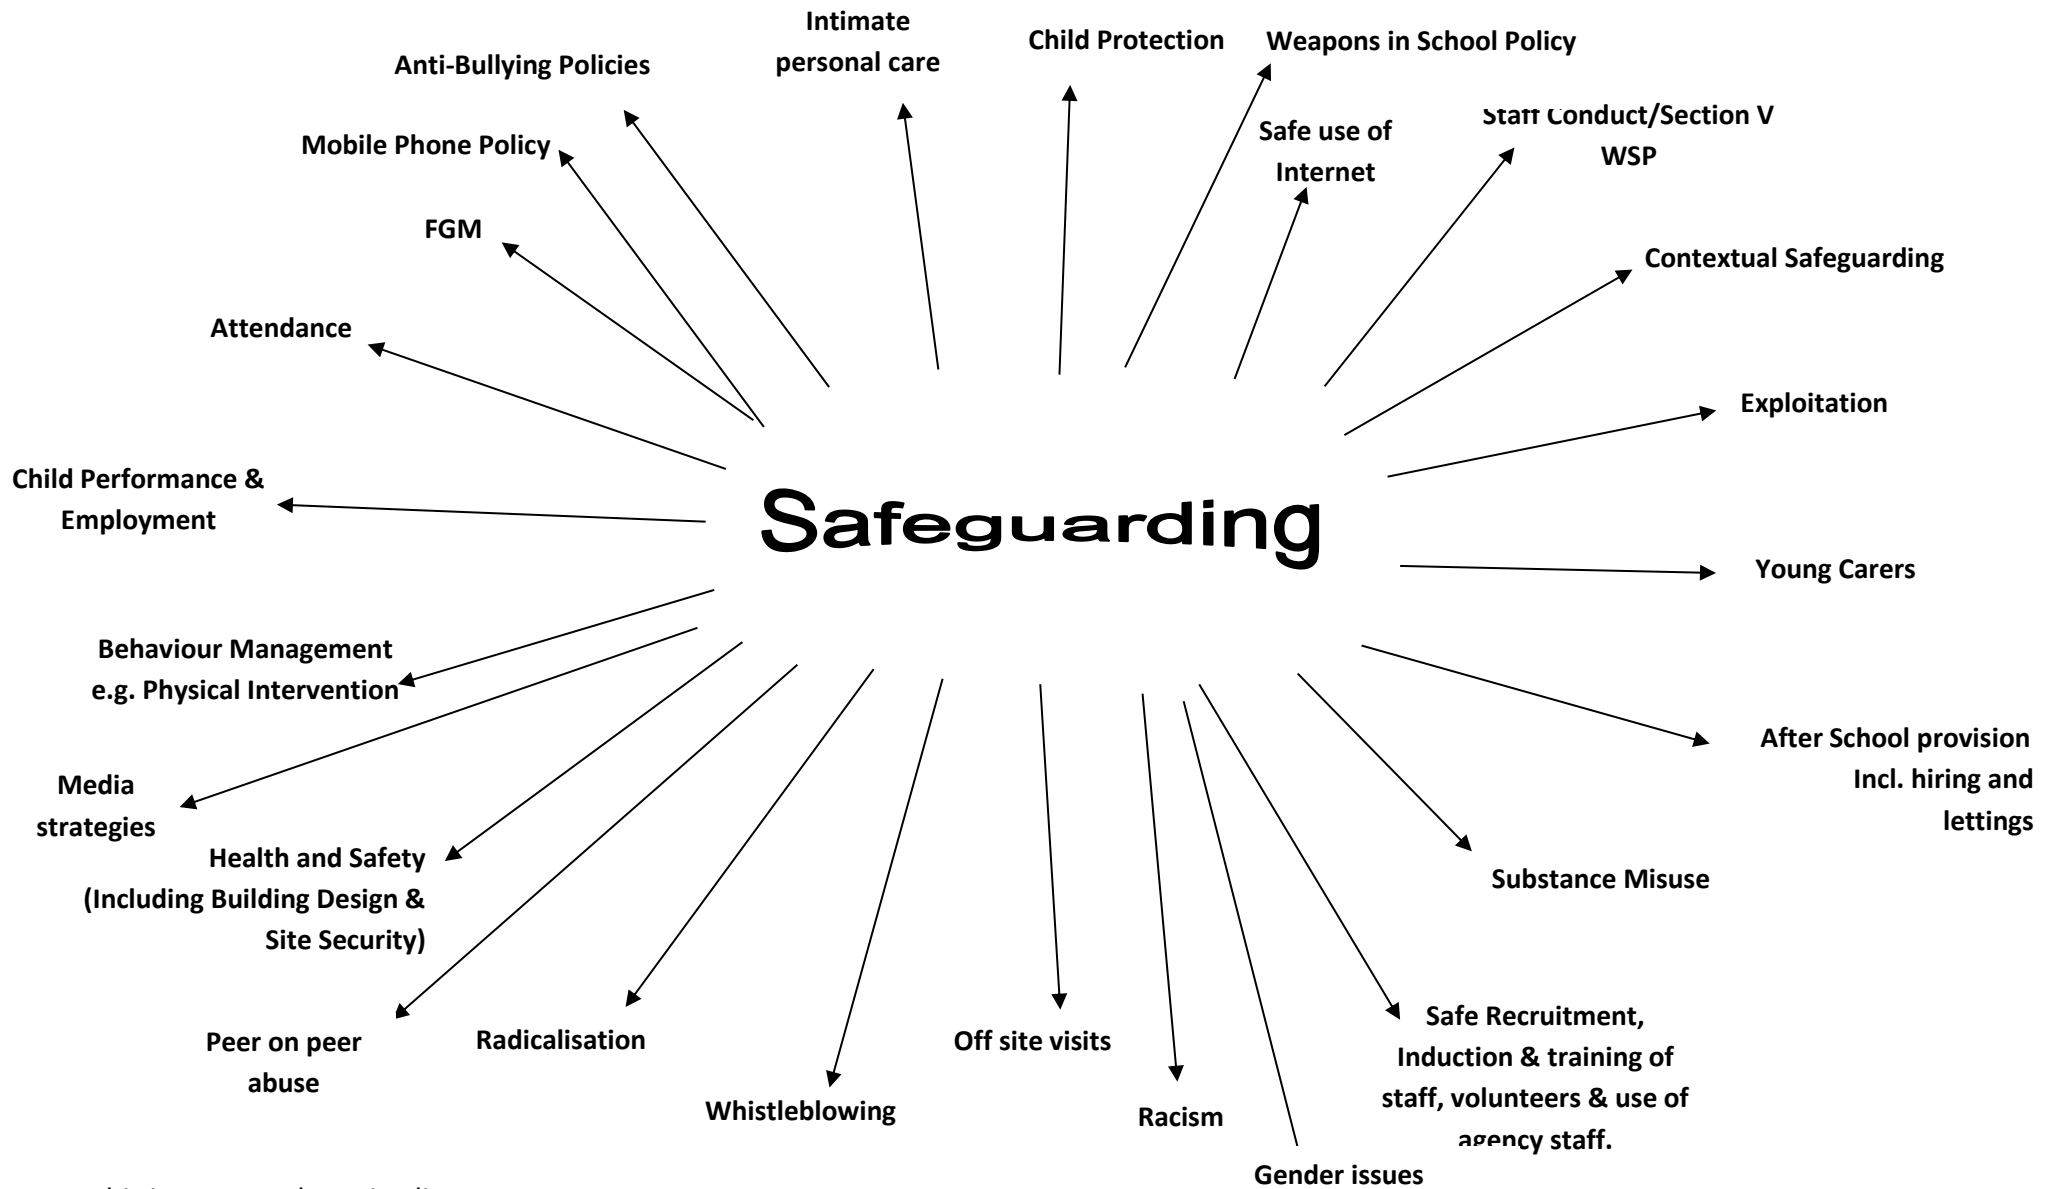 Intimate
personal care
Child Protection
Weapons in School Policy
Anti-Bullying Policies
Mobile Phone Policy
Safe use of
Internet
Staff Conduct/Section V
WSP
FGM
Contextual Safeguarding
Attendance
Exploitation
Child Performance &
Employment
Safeguarding
Young Carers
Behaviour Management
e.g. Physical Intervention
After School provision
Incl. hiring and
lettings
Media
strategies
Health and Safety
(Including Building Design &
Site Security)
Substance Misuse
Peer on peer
abuse
Radicalisation
Whistleblowing
Off site visits
Racism
Safe Recruitment,
Induction & training of
staff, volunteers & use of
agency staff.
Gender issues